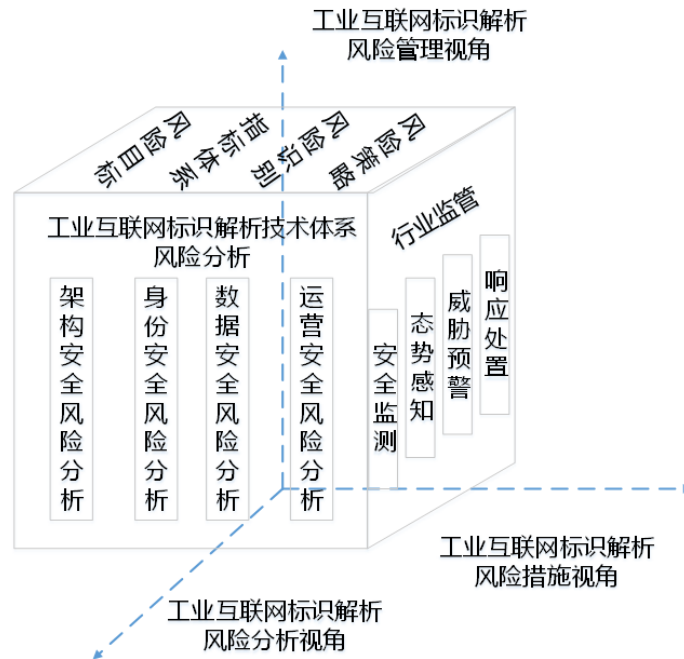 工业互联网标识解析
风险管理视角
风险目标
指标体系
风险识别
风险策略
工业互联网标识解析技术体系
风险分析
架构安全风险分析
身份安全风险分析
数据安全风险分析
运营安全风险分析
行业监管
安全监测
态势感知
威胁预警
响应处置
工业互联网标识解析
风险措施视角
工业互联网标识解析
风险分析视角